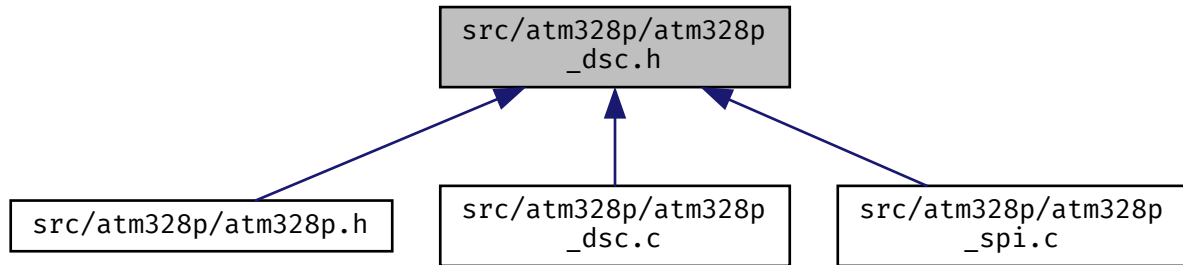 src/atm328p/atm328p
_dsc.h
src/atm328p/atm328p.h
src/atm328p/atm328p
_dsc.c
src/atm328p/atm328p
_spi.c